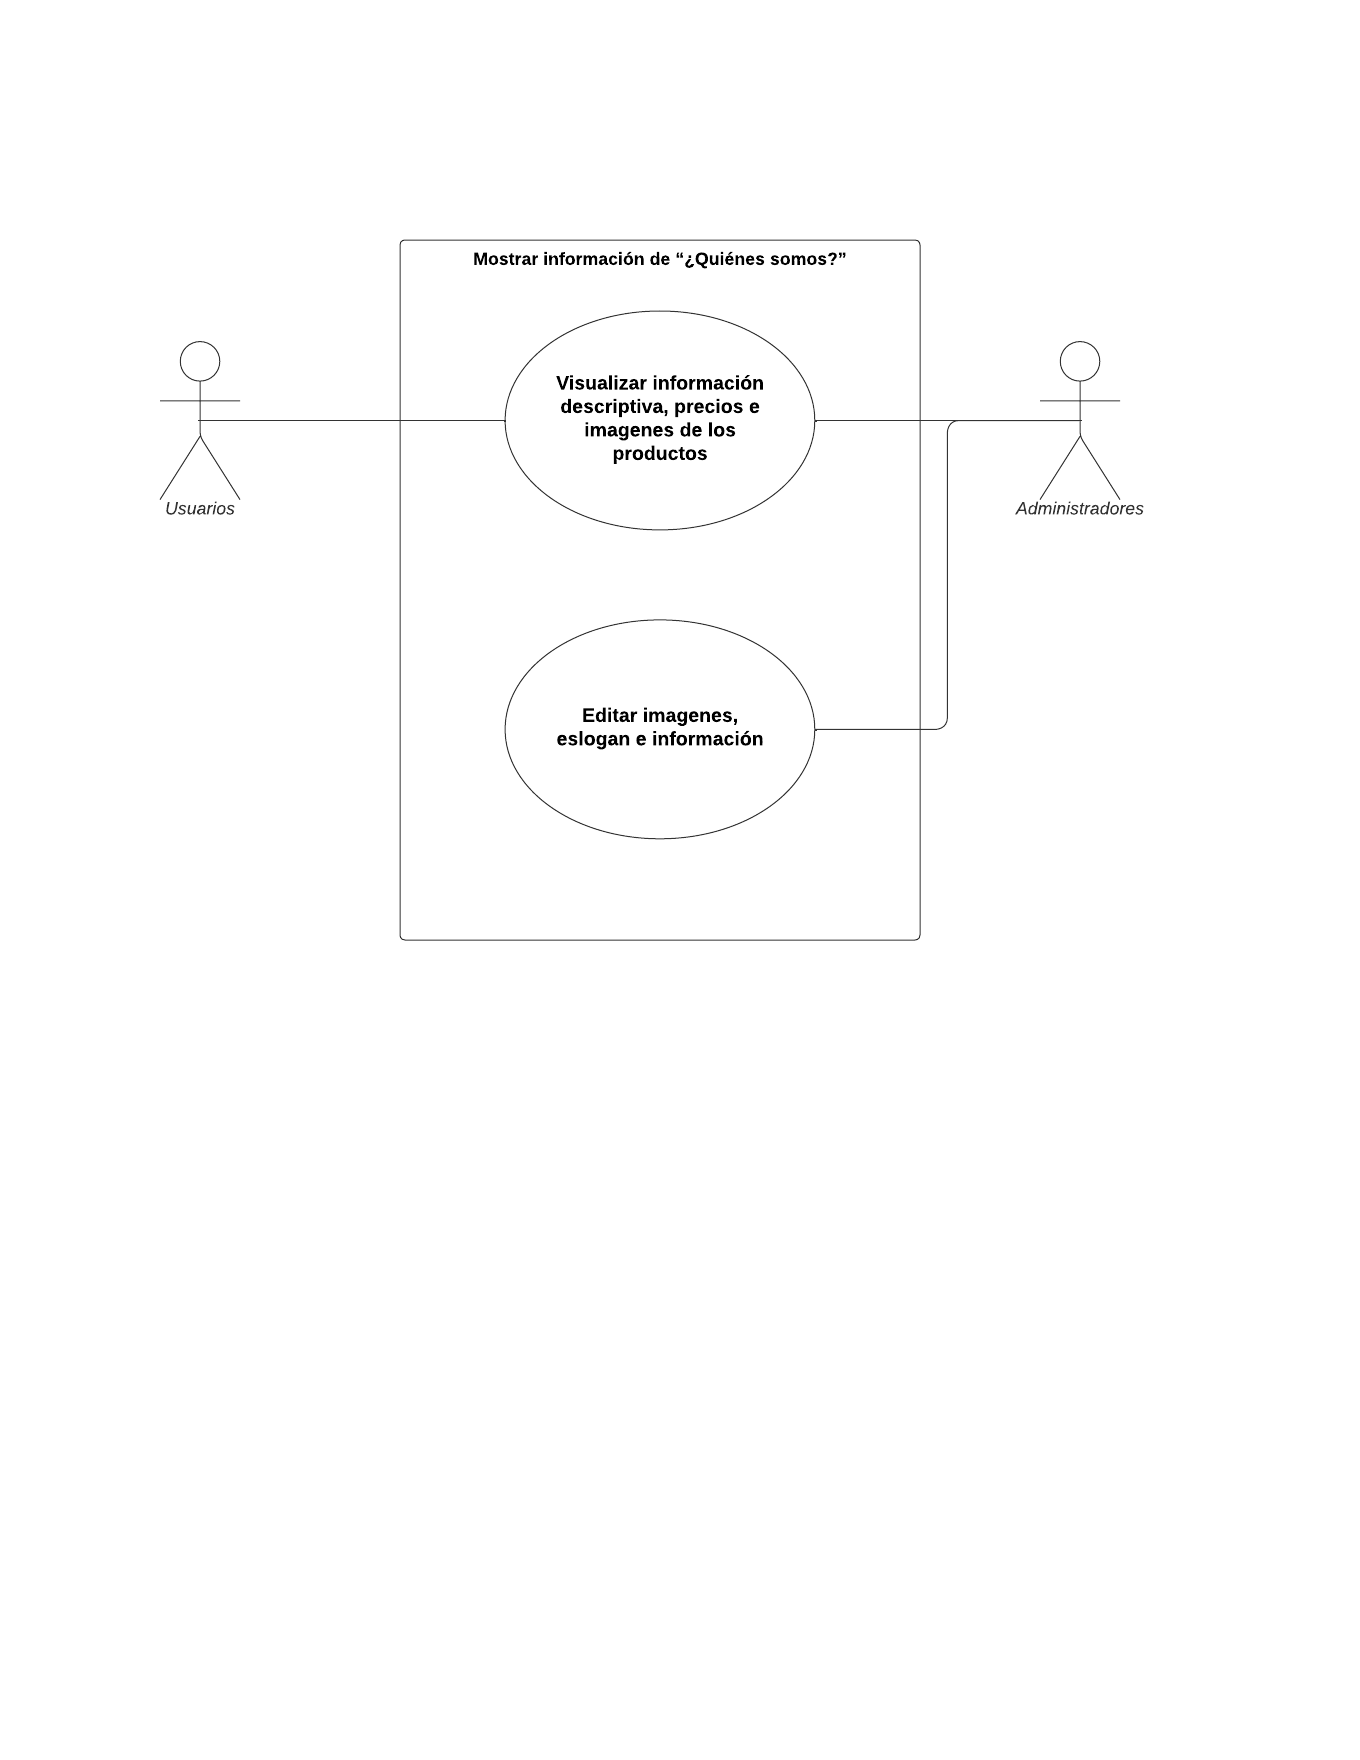 Mostrar información de “¿Quiénes somos?”
Visualizar información
descriptiva, precios e
imagenes de los
productos
Usuarios
Administradores
Editar imagenes,
eslogan e información